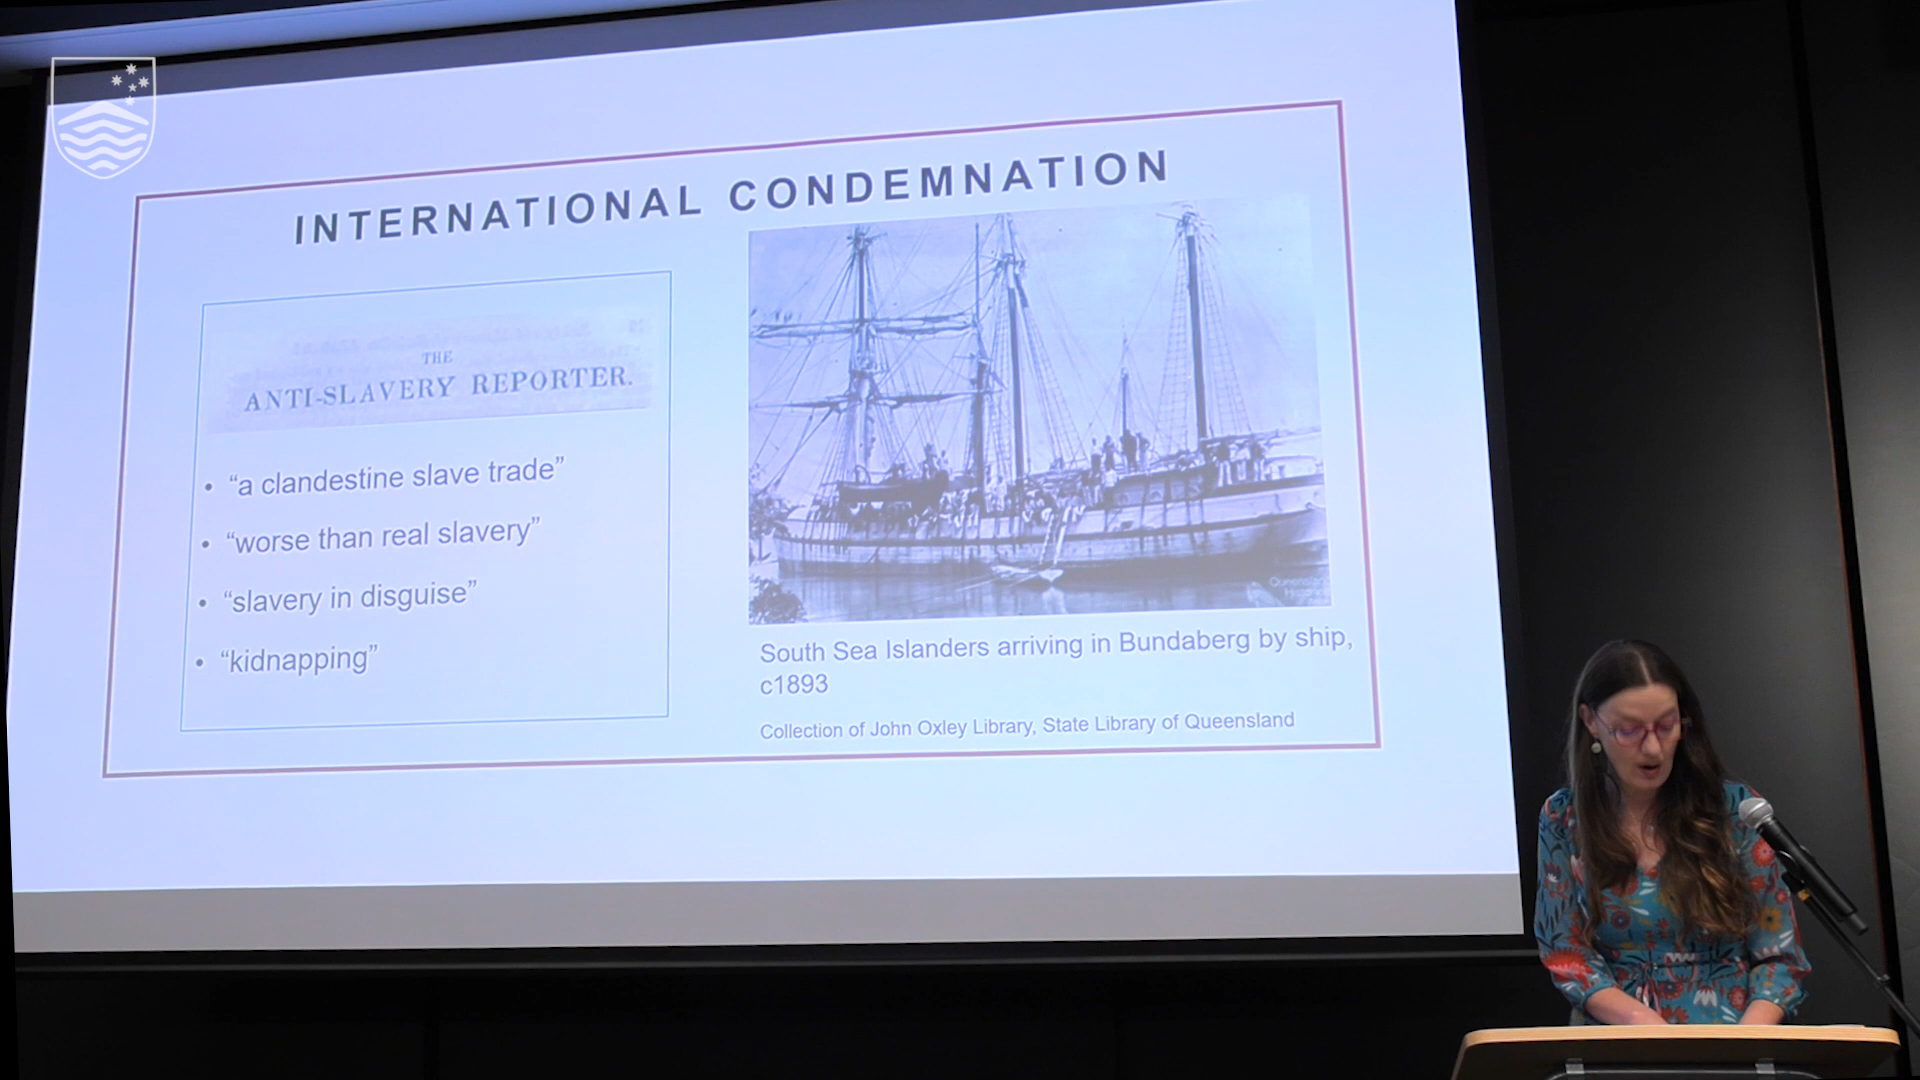 INTERNATIONAL CONDEMNATION
THE
ANTI-SLAVERY REPORTER.
• “a clandestine slave trade”
• “worse than real slavery”
• “slavery in disguise”
• “kidnapping”
South Sea Islanders arriving in Bundaberg by ship,
c1893
Collection of John Oxley Library, State Library of Queensland